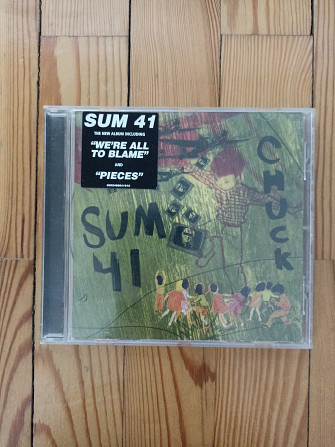 SUM 41
THE NEW ALBUM INCLUDING
"WE'RE ALL
TO BLAME"
AND
"PIECES"
CHUCK
SUM
41